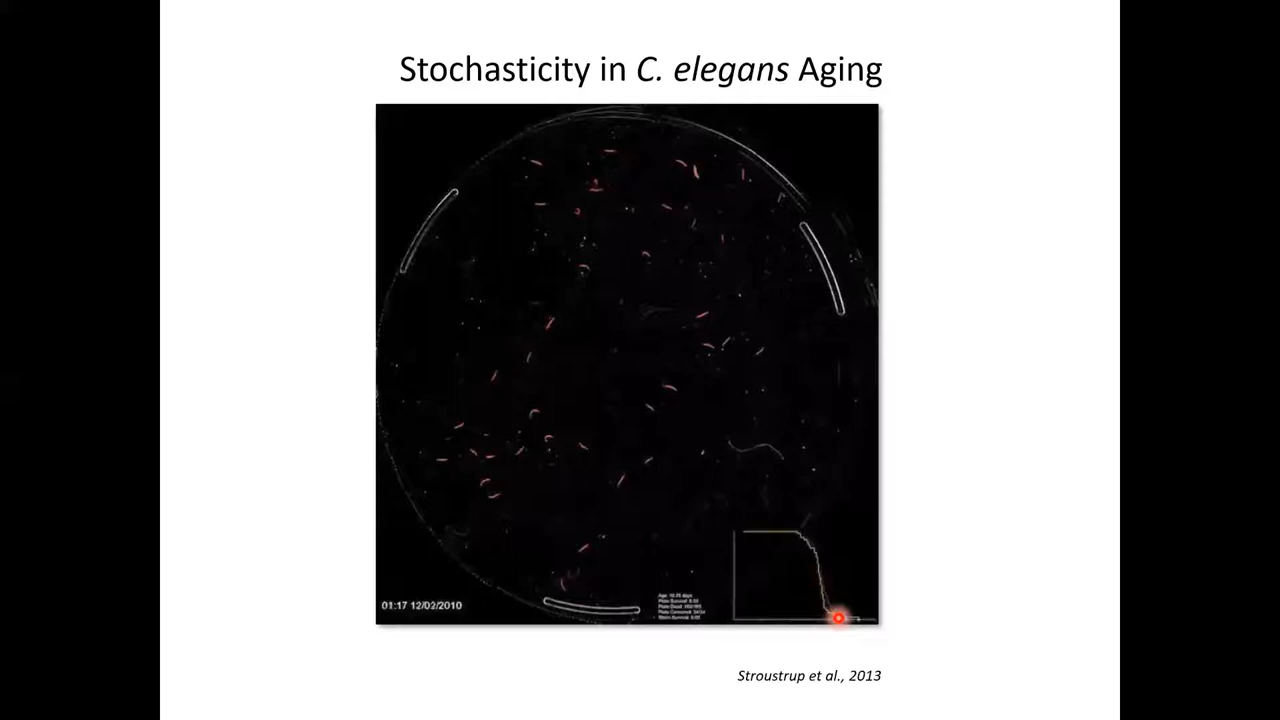 Stochasticity in C. elegans Aging
01:17 12/02/2010
Stroustrup et al., 2013